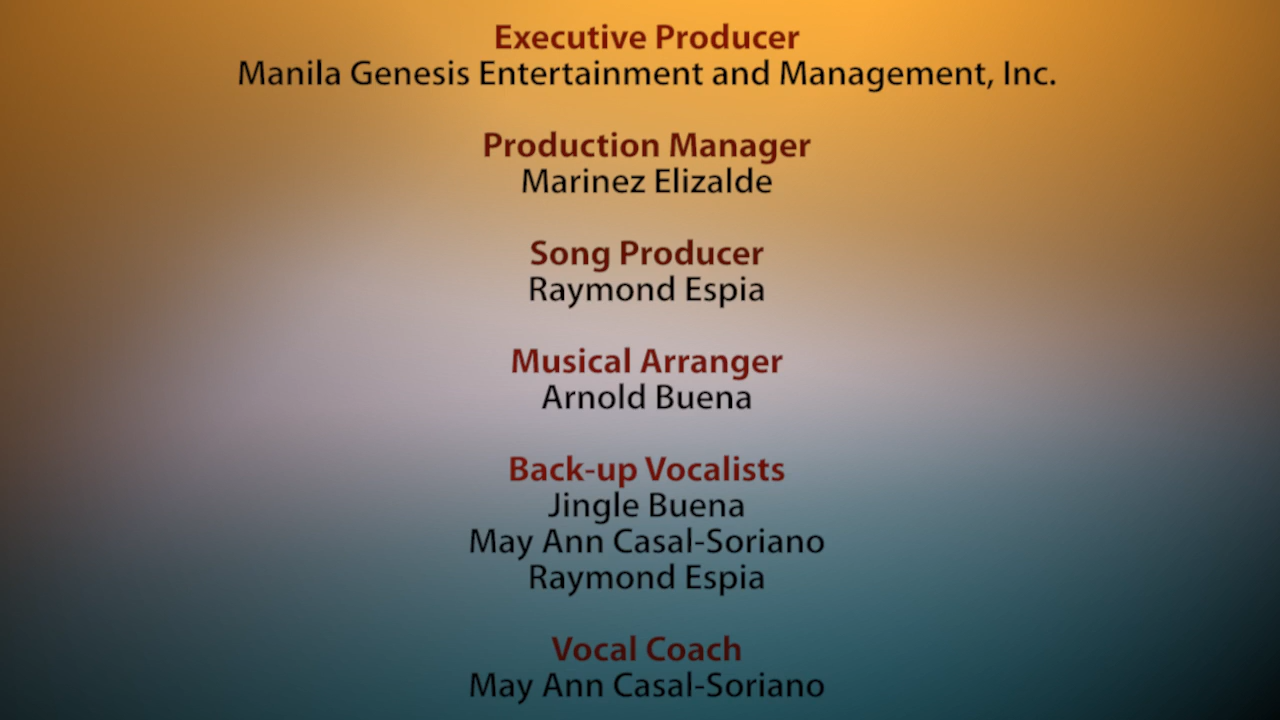 Executive Producer
Manila Genesis Entertainment and Management, Inc.
Production Manager
Marinez Elizalde
Song Producer
Raymond Espia
Musical Arranger
Arnold Buena
Back-up Vocalists
Jingle Buena
May Ann Casal-Soriano
Raymond Espia
Vocal Coach
May Ann Casal-Soriano